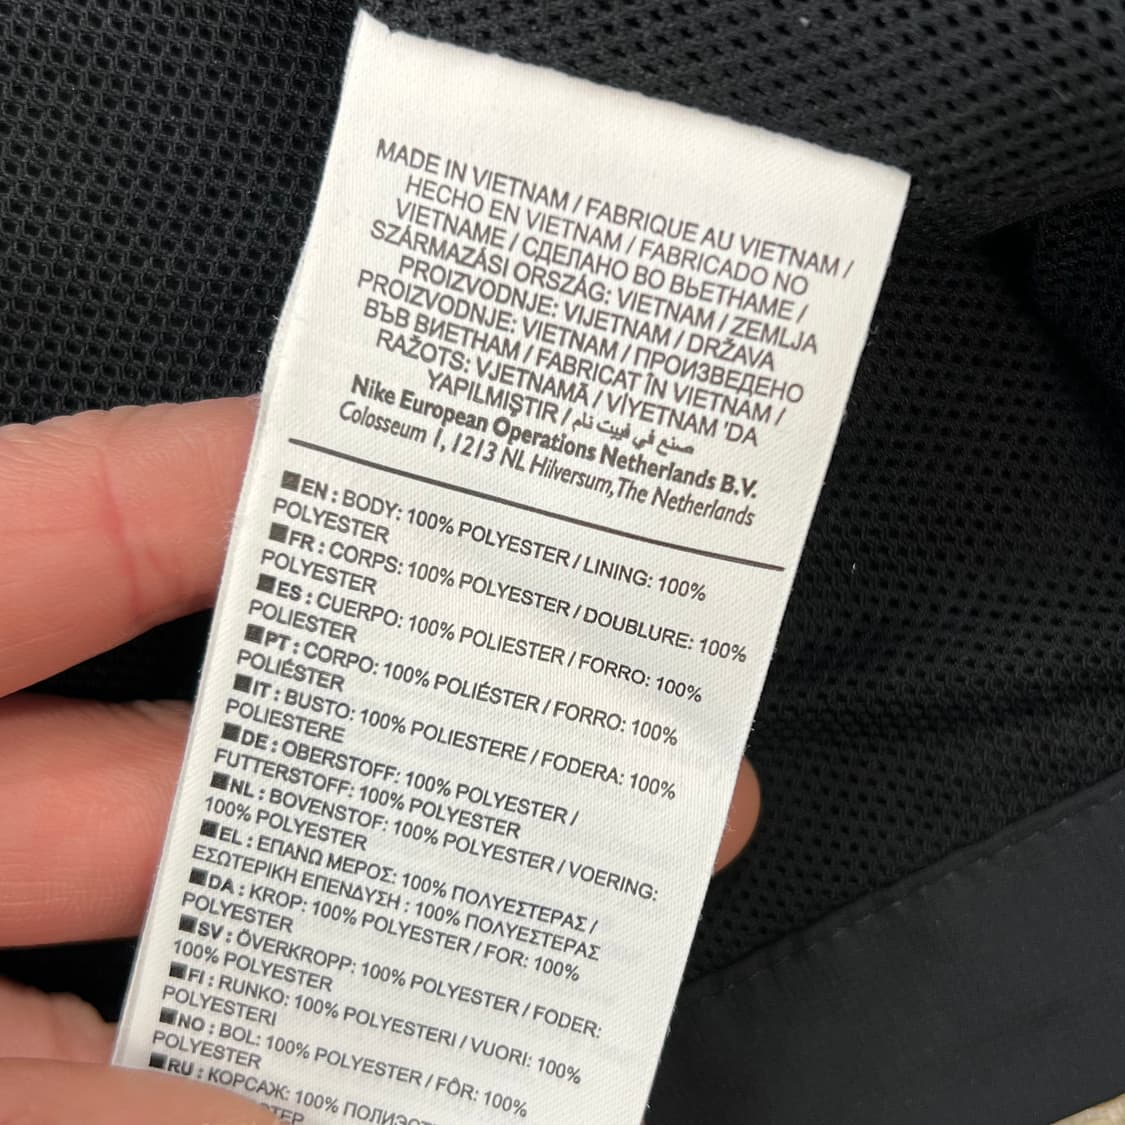 MADE IN VIETNAM / FABRIQUE AU VIETNAM /
HECHO EN VIETNAM / FABRICADO NO
VIETNAME / СДЕЛАНО ВО ВЬЕТНАМЕ /
SZÁRMAZÁSI ORSZÁG: VIETNAM / ZEMLJA
PROIZVODNJE: VIJETNAM / DRŽAVA
PROIZVODNJE: VIETNAM / ПРОИЗВЕДЕНО
ВЪВ ВИЕТНАМ / FABRICAT ÎN VIETNAM /
RAŽOTS: VJETNAMĀ / VİYETNAM 'DA
YAPILMIŞTIR / صنع في فييت نام
Nike European Operations Netherlands B.V.
Colosseum 1, 1213 NL Hilversum, The Netherlands
EN : BODY: 100% POLYESTER / LINING: 100%
POLYESTER
FR : CORPS: 100% POLYESTER / DOUBLURE: 100%
POLYESTER
ES : CUERPO: 100% POLIESTER / FORRO: 100%
POLIESTER
PT : CORPO: 100% POLIÉSTER / FORRO: 100%
POLIÉSTER
IT : BUSTO: 100% POLIESTERE / FODERA: 100%
POLIESTERE
DE : OBERSTOFF: 100% POLYESTER /
FUTTERSTOFF: 100% POLYESTER
NL : BOVENSTOF: 100% POLYESTER / VOERING:
100% POLYESTER
EL : ΕΠΑΝΩ ΜΕΡΟΣ: 100% ΠΟΛΥΕΣΤΕΡΑΣ /
ΕΣΩΤΕΡΙΚΗ ΕΠΕΝΔΥΣΗ : 100% ΠΟΛΥΕΣΤΕΡΑΣ
DA : KROP: 100% POLYESTER / FOR: 100%
POLYESTER
SV : ÖVERKROPP: 100% POLYESTER / FODER:
100% POLYESTER
FI : RUNKO: 100% POLYESTERI / VUORI: 100%
POLYESTERI
NO : BOL: 100% POLYESTER / FÔR: 100%
POLYESTER
RU : КОРСАЖ: 100%